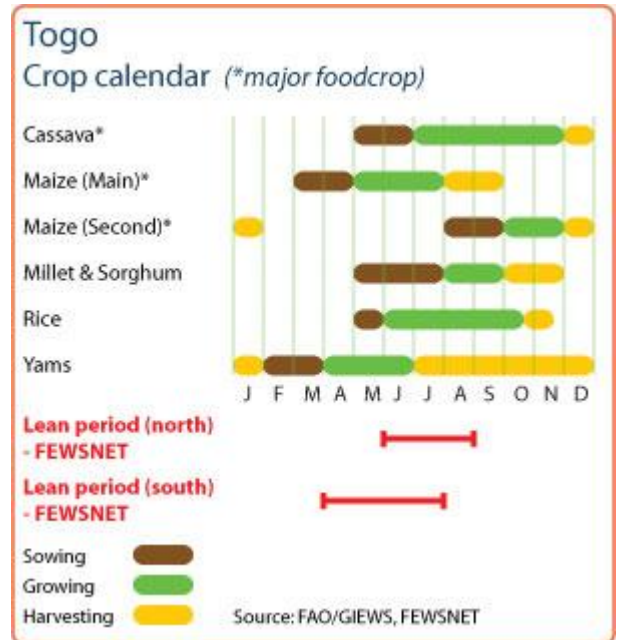 Togo
Crop calendar (*major foodcrop)
Cassava*
Maize (Main)*
Maize (Second)*
Millet & Sorghum
Rice
Yams
J F M A M J J A S O N D
Lean period (north)
- FEWSNET
Lean period (south)
- FEWSNET
Sowing
Growing
Harvesting
Source: FAO/GIEWS, FEWSNET